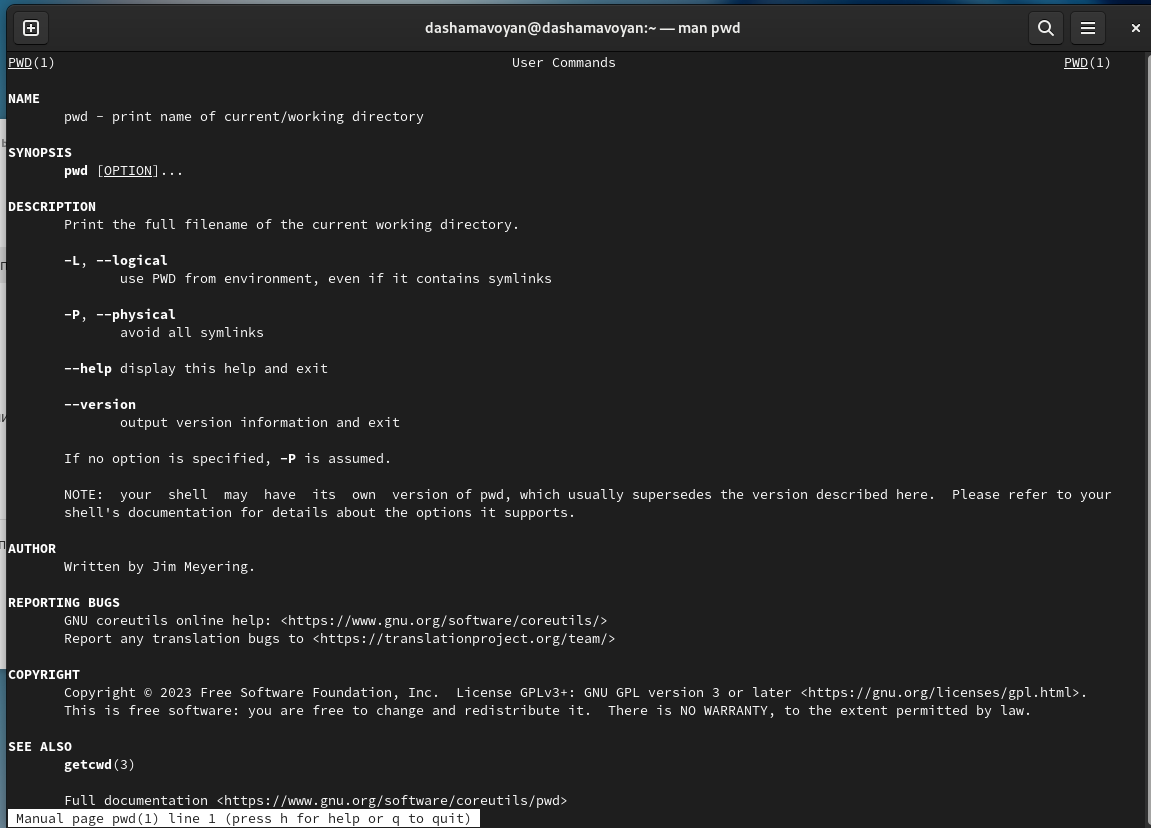 dashamavoyan@dashamavoyan:~ — man pwd
PWD(1) User Commands PWD(1)
NAME
pwd - print name of current/working directory
SYNOPSIS
pwd [OPTION]...
DESCRIPTION
Print the full filename of the current working directory.
-L, --logical
use PWD from environment, even if it contains symlinks
-P, --physical
avoid all symlinks
--help display this help and exit
--version
output version information and exit
If no option is specified, -P is assumed.
NOTE: your shell may have its own version of pwd, which usually supersedes the version described here. Please refer to your
shell's documentation for details about the options it supports.
AUTHOR
Written by Jim Meyering.
REPORTING BUGS
GNU coreutils online help: <https://www.gnu.org/software/coreutils/>
Report any translation bugs to <https://translationproject.org/team/>
COPYRIGHT
Copyright © 2023 Free Software Foundation, Inc. License GPLv3+: GNU GPL version 3 or later <https://gnu.org/licenses/gpl.html>.
This is free software: you are free to change and redistribute it. There is NO WARRANTY, to the extent permitted by law.
SEE ALSO
getcwd(3)
Full documentation <https://www.gnu.org/software/coreutils/pwd>
Manual page pwd(1) line 1 (press h for help or q to quit)